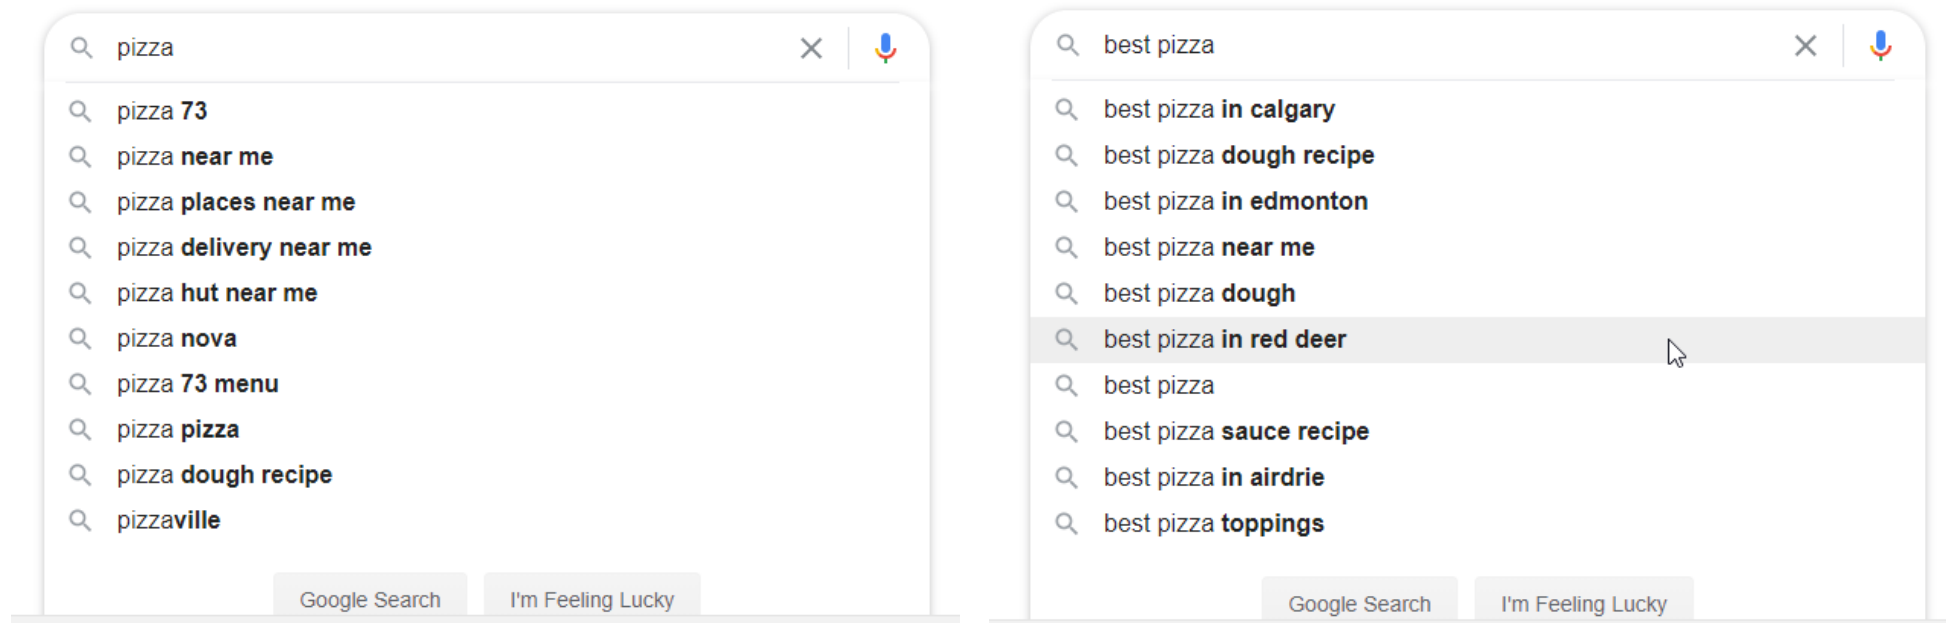 pizza
pizza 73
pizza near me
pizza places near me
pizza delivery near me
pizza hut near me
pizza nova
pizza 73 menu
pizza pizza
pizza dough recipe
pizzaville
Google Search
I'm Feeling Lucky
best pizza
best pizza in calgary
best pizza dough recipe
best pizza in edmonton
best pizza near me
best pizza dough
best pizza in red deer
best pizza
best pizza sauce recipe
best pizza in airdrie
best pizza toppings
Google Search
I'm Feeling Lucky